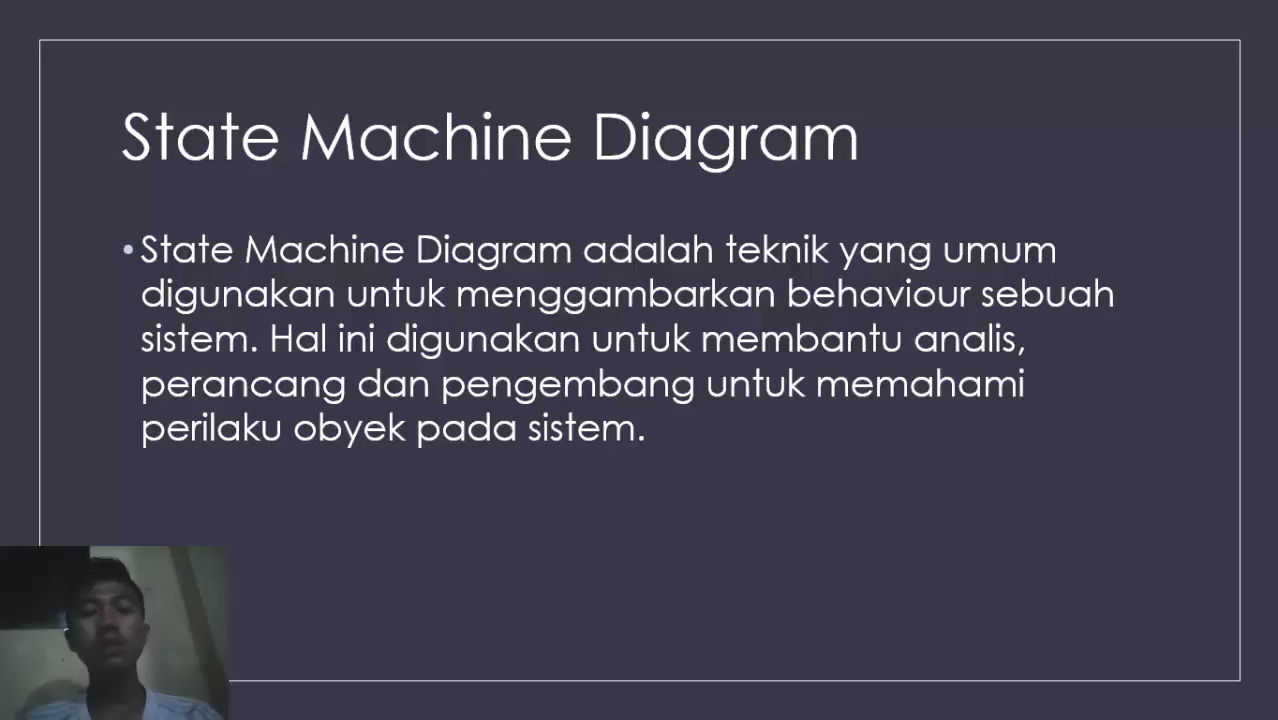 State Machine Diagram
• State Machine Diagram adalah teknik yang umum
digunakan untuk menggambarkan behaviour sebuah
sistem. Hal ini digunakan untuk membantu analis,
perancang dan pengembang untuk memahami
perilaku obyek pada sistem.